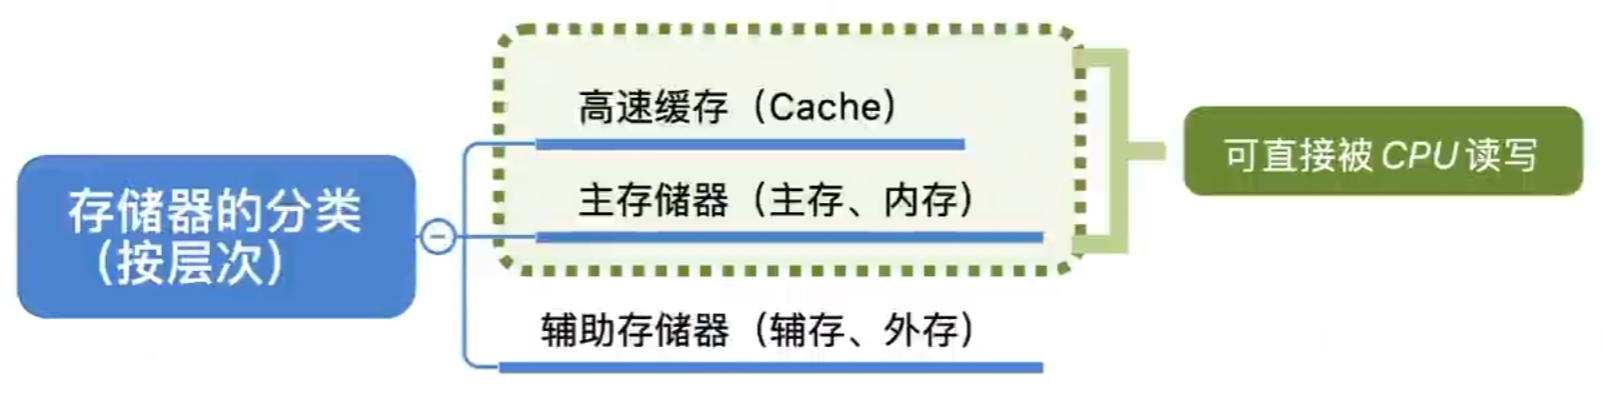 存储器的分类
（按层次）
高速缓存（Cache）
主存储器（主存、内存）
辅助存储器（辅存、外存）
可直接被 CPU 读写